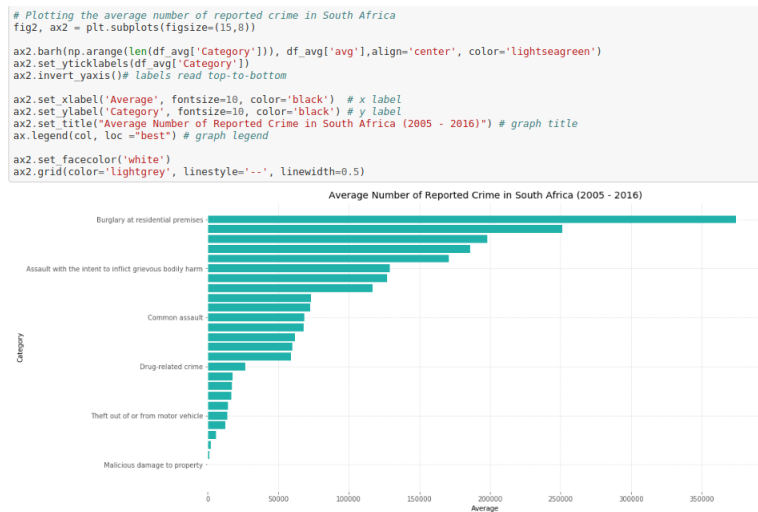 # Plotting the average number of reported crime in South Africa
fig2, ax2 = plt.subplots(figsize=(15,8))
ax2.barh(np.arange(len(df_avg['Category'])), df_avg['avg'],align='center', color='lightseagreen')
ax2.set_yticklabels(df_avg['Category'])
ax2.invert_yaxis()# labels read top-to-bottom
ax2.set_xlabel('Average', fontsize=10, color='black')  # x label
ax2.set_ylabel('Category', fontsize=10, color='black') # y label
ax2.set_title("Average Number of Reported Crime in South Africa (2005 - 2016)") # graph title
ax.legend(col, loc ="best") # graph legend
ax2.set_facecolor('white')
ax2.grid(color='lightgrey', linestyle='--', linewidth=0.5)
Average Number of Reported Crime in South Africa (2005 - 2016)
Burglary at residential premises
Assault with the intent to inflict grievous bodily harm
Common assault
Category
Drug-related crime
Theft out of or from motor vehicle
Malicious damage to property
0 50000 100000 150000 200000 250000 300000 350000
Average